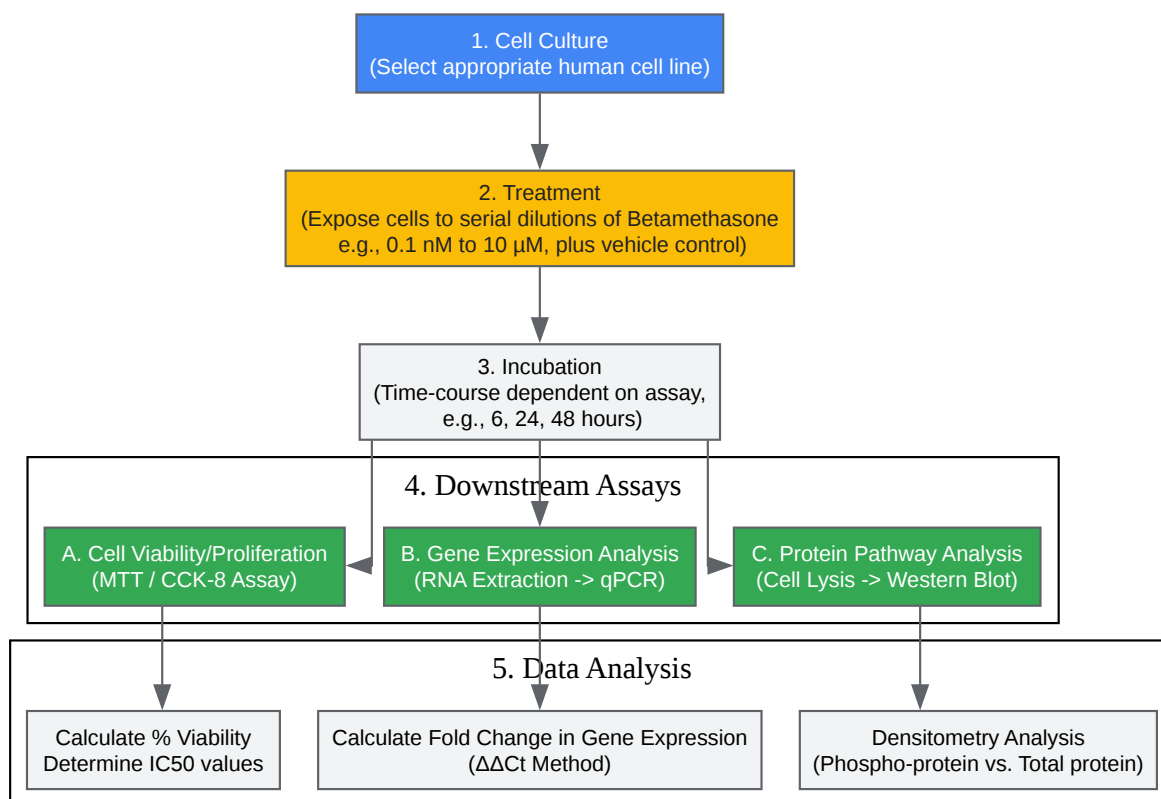 1. Cell Culture
(Select appropriate human cell line)
2. Treatment
(Expose cells to serial dilutions of Betamethasone
e.g., 0.1 nM to 10 µM, plus vehicle control)
3. Incubation
(Time-course dependent on assay,
e.g., 6, 24, 48 hours)
4. Downstream Assays
A. Cell Viability/Proliferation
(MTT / CCK-8 Assay)
B. Gene Expression Analysis
(RNA Extraction -> qPCR)
C. Protein Pathway Analysis
(Cell Lysis -> Western Blot)
5. Data Analysis
Calculate % Viability
Determine IC50 values
Calculate Fold Change in Gene Expression
(ΔΔCt Method)
Densitometry Analysis
(Phospho-protein vs. Total protein)